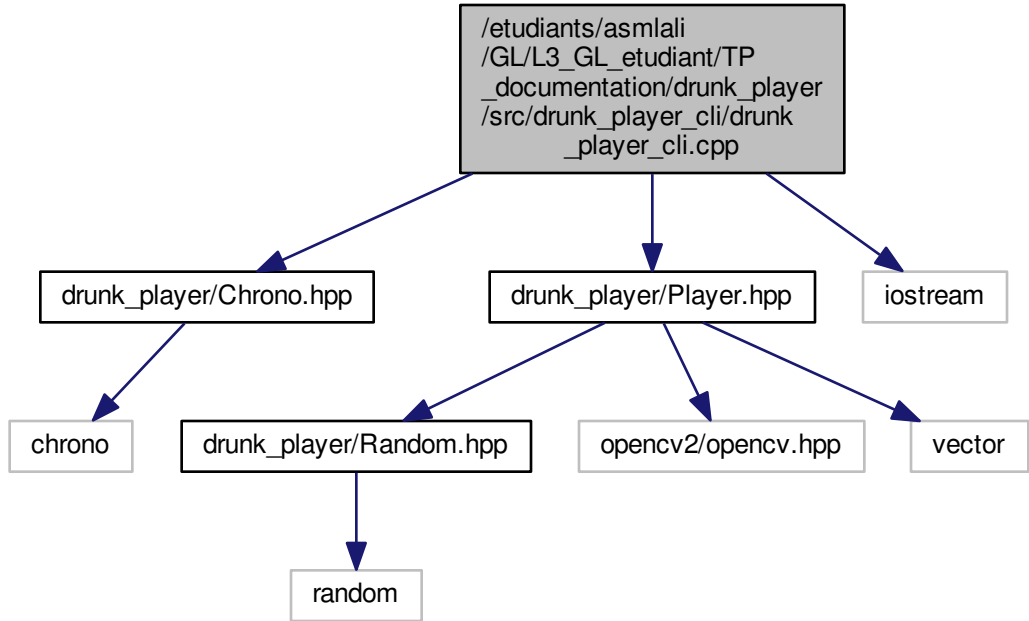 /etudiants/asmlali
/GL/L3_GL_etudiant/TP
_documentation/drunk_player
/src/drunk_player_cli/drunk
_player_cli.cpp
drunk_player/Chrono.hpp
drunk_player/Player.hpp
iostream
chrono
drunk_player/Random.hpp
opencv2/opencv.hpp
vector
random